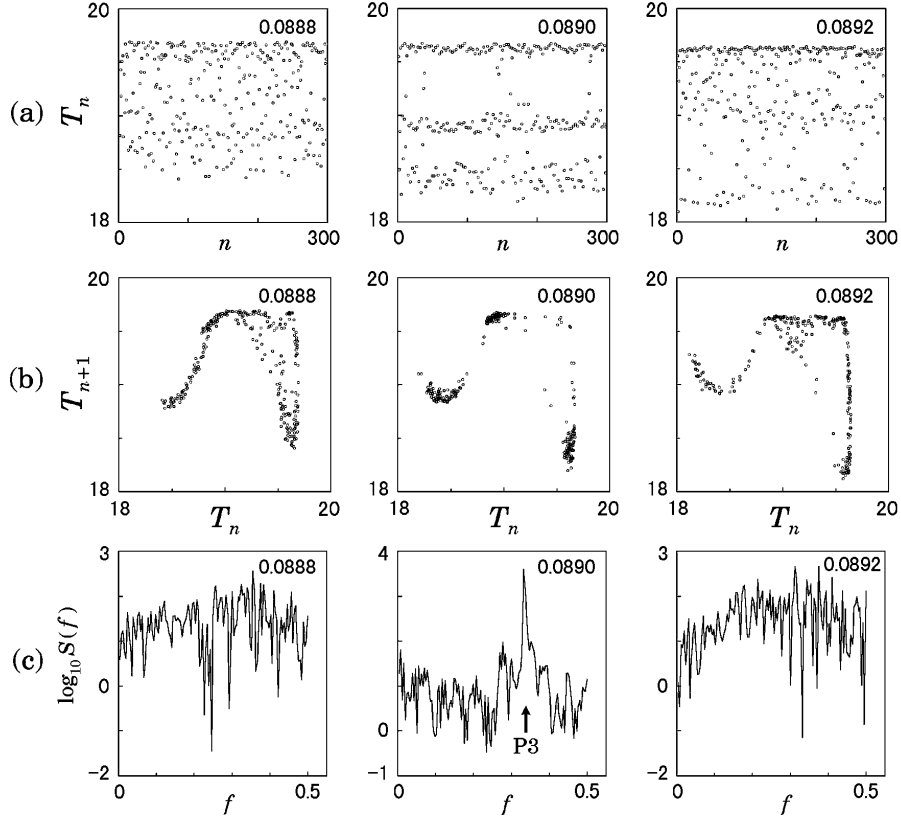 20 0.0888 20 0.0890 20 0.0892
(a) T_n
18 18 18
0 n 300 0 n 300 0 n 300
20 0.0888 20 0.0890 20 0.0892
(b) T_{n+1}
18 18 18
18 T_n 20 18 T_n 20 18 T_n 20
3 0.0888 4 0.0890 3 0.0892
2
(c) log₁₀ S(f)
0 0 0
P3
-2 -1 -2
0 f 0.5 0 f 0.5 0 f 0.5